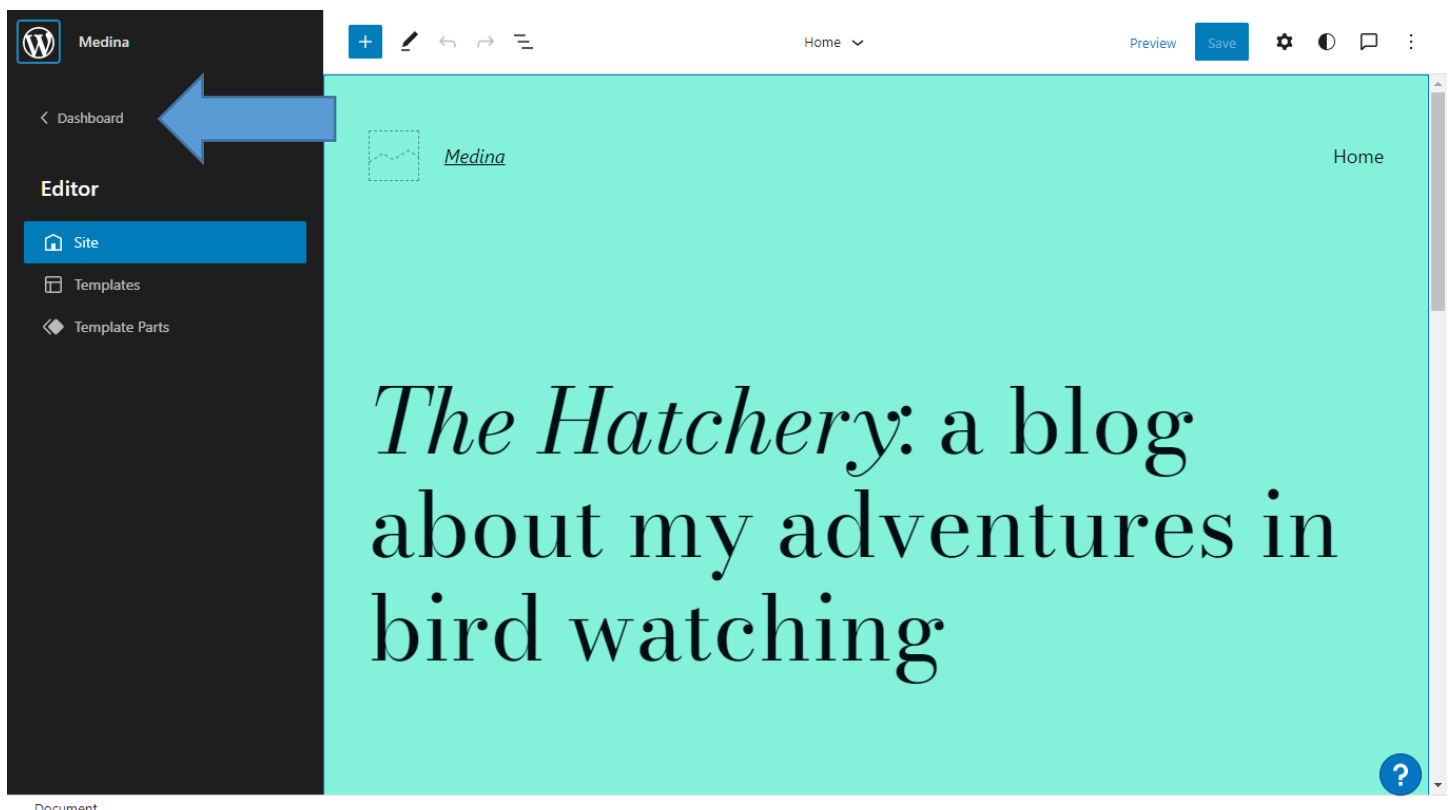 Medina
Home
Preview
Save
Dashboard
Medina
Home
Editor
Site
Templates
Template Parts
The Hatchery: a blog
about my adventures in
bird watching
?
Document